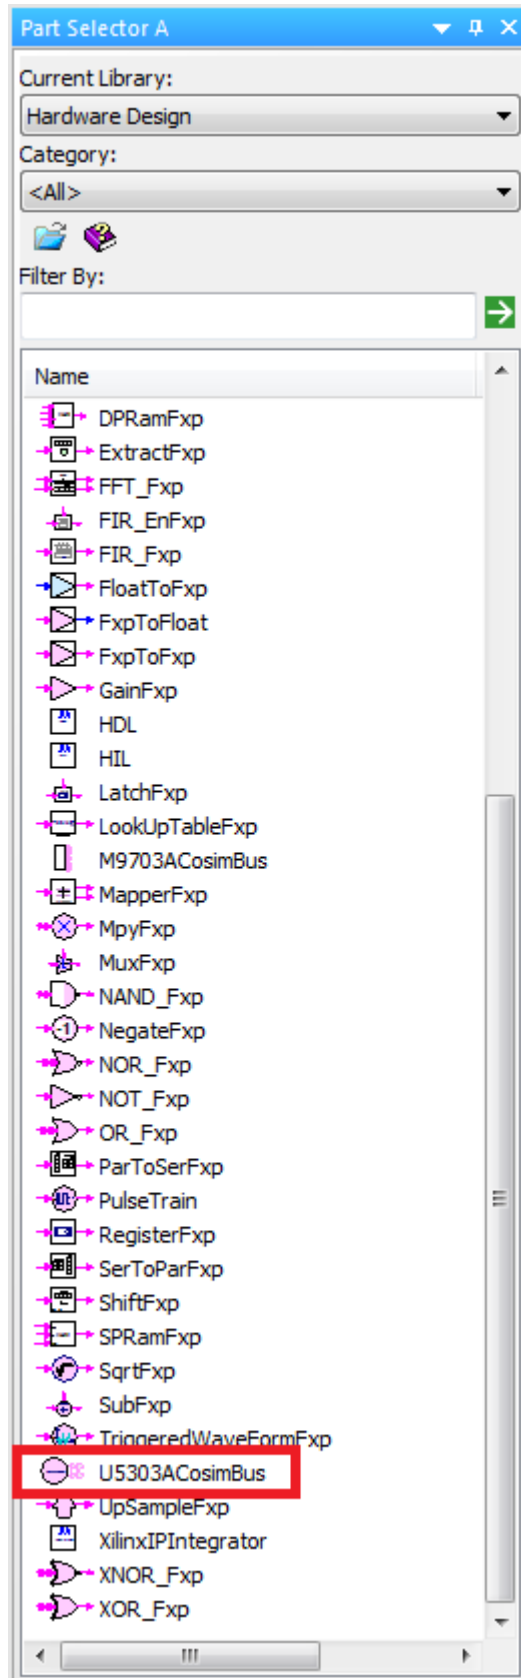 Part Selector A
Current Library:
Hardware Design
Category:
<All>
Filter By:
Name
DPRamFxp
ExtractFxp
FFT_Fxp
FIR_EnFxp
FIR_Fxp
FloatToFxp
FxpToFloat
FxpToFxp
GainFxp
HDL
HIL
LatchFxp
LookUpTableFxp
M9703ACosimBus
MapperFxp
MpyFxp
MuxFxp
NAND_Fxp
NegateFxp
NOR_Fxp
NOT_Fxp
OR_Fxp
ParToSerFxp
PulseTrain
RegisterFxp
SerToParFxp
ShiftFxp
SPRamFxp
SqrtFxp
SubFxp
TriggeredWaveFormFxp
U5303ACosimBus
UpSampleFxp
XilinxIPIntegrator
XNOR_Fxp
XOR_Fxp